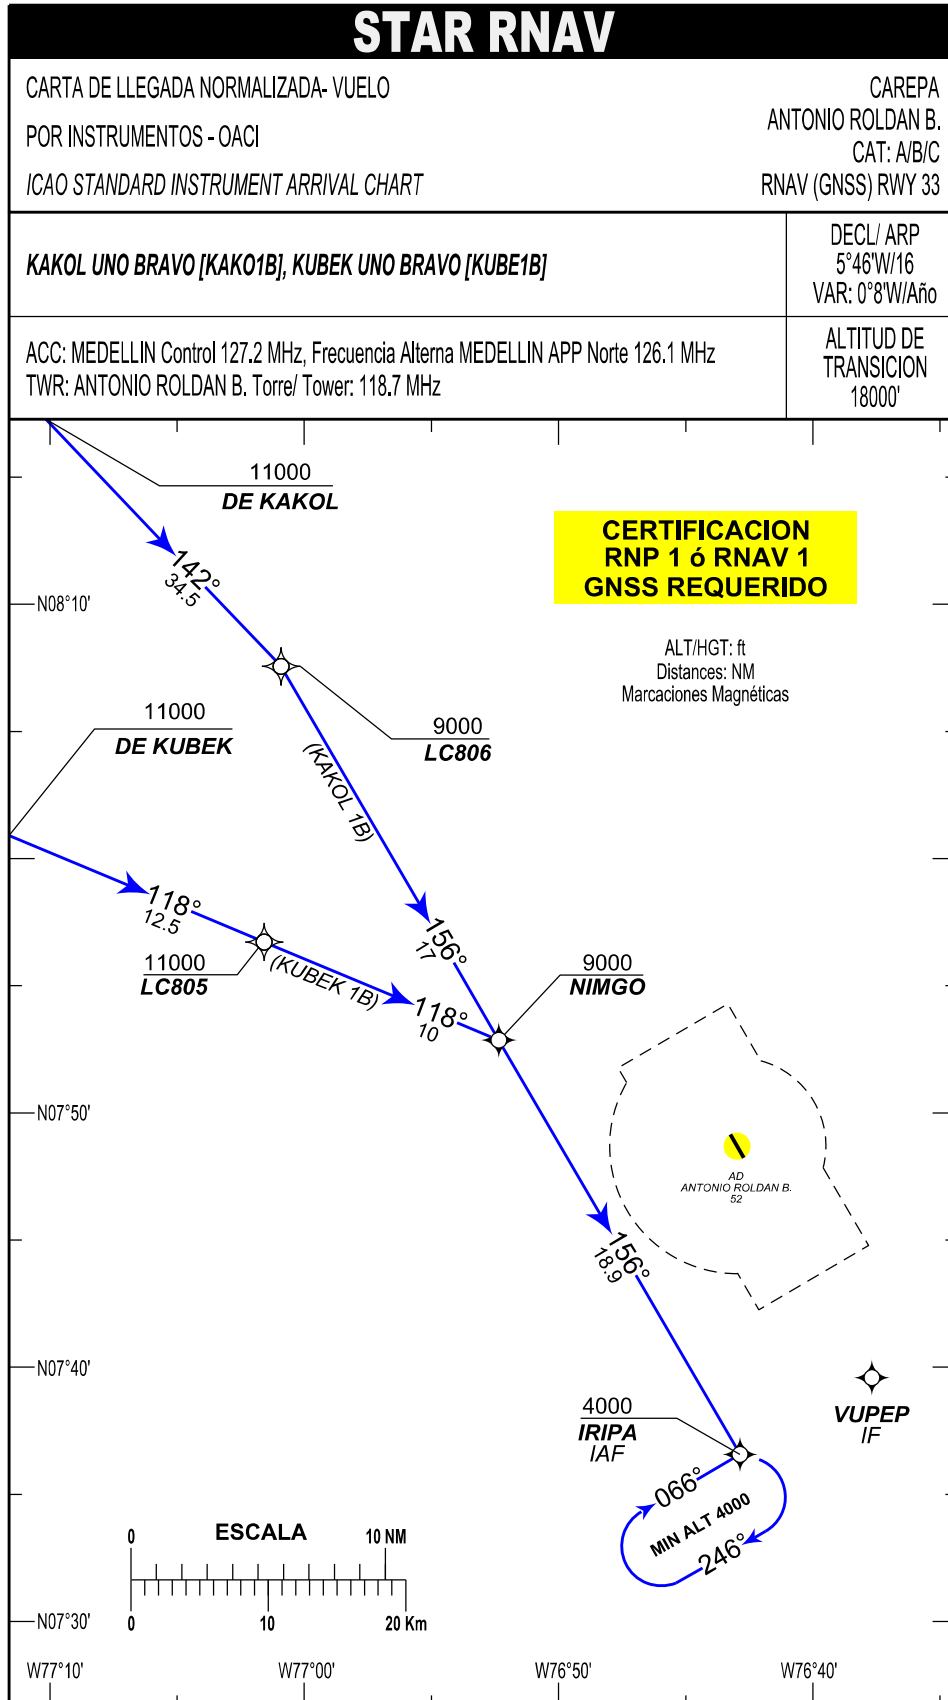 STAR RNAV
CARTA DE LLEGADA NORMALIZADA- VUELO
POR INSTRUMENTOS - OACI
ICAO STANDARD INSTRUMENT ARRIVAL CHART
CAREPA
ANTONIO ROLDAN B.
CAT: A/B/C
RNAV (GNSS) RWY 33
KAKOL UNO BRAVO [KAKO1B], KUBEK UNO BRAVO [KUBE1B]
DECL/ ARP
5°46'W/16
VAR: 0°8'W/Año
ACC: MEDELLIN Control 127.2 MHz, Frecuencia Alterna MEDELLIN APP Norte 126.1 MHz
TWR: ANTONIO ROLDAN B. Torre/ Tower: 118.7 MHz
ALTITUD DE
TRANSICION
18000'
11000
DE KAKOL
CERTIFICACION
RNP 1 ó RNAV 1
GNSS REQUERIDO
142°
34.5
N08°10'
ALT/HGT: ft
Distances: NM
Marcaciones Magnéticas
11000
DE KUBEK
9000
LC806
(KAKOL 1B)
118°
12.5
156°
17
11000
LC805
(KUBEK 1B)
9000
NIMGO
118°
10
N07°50'
AD
ANTONIO ROLDAN B.
52
156°
18.9
N07°40'
4000
IRIPA
IAF
VUPEP
IF
066°
MIN ALT 4000
246°
ESCALA
0
10 NM
0
10
20 Km
N07°30'
W77°10'
W77°00'
W76°50'
W76°40'